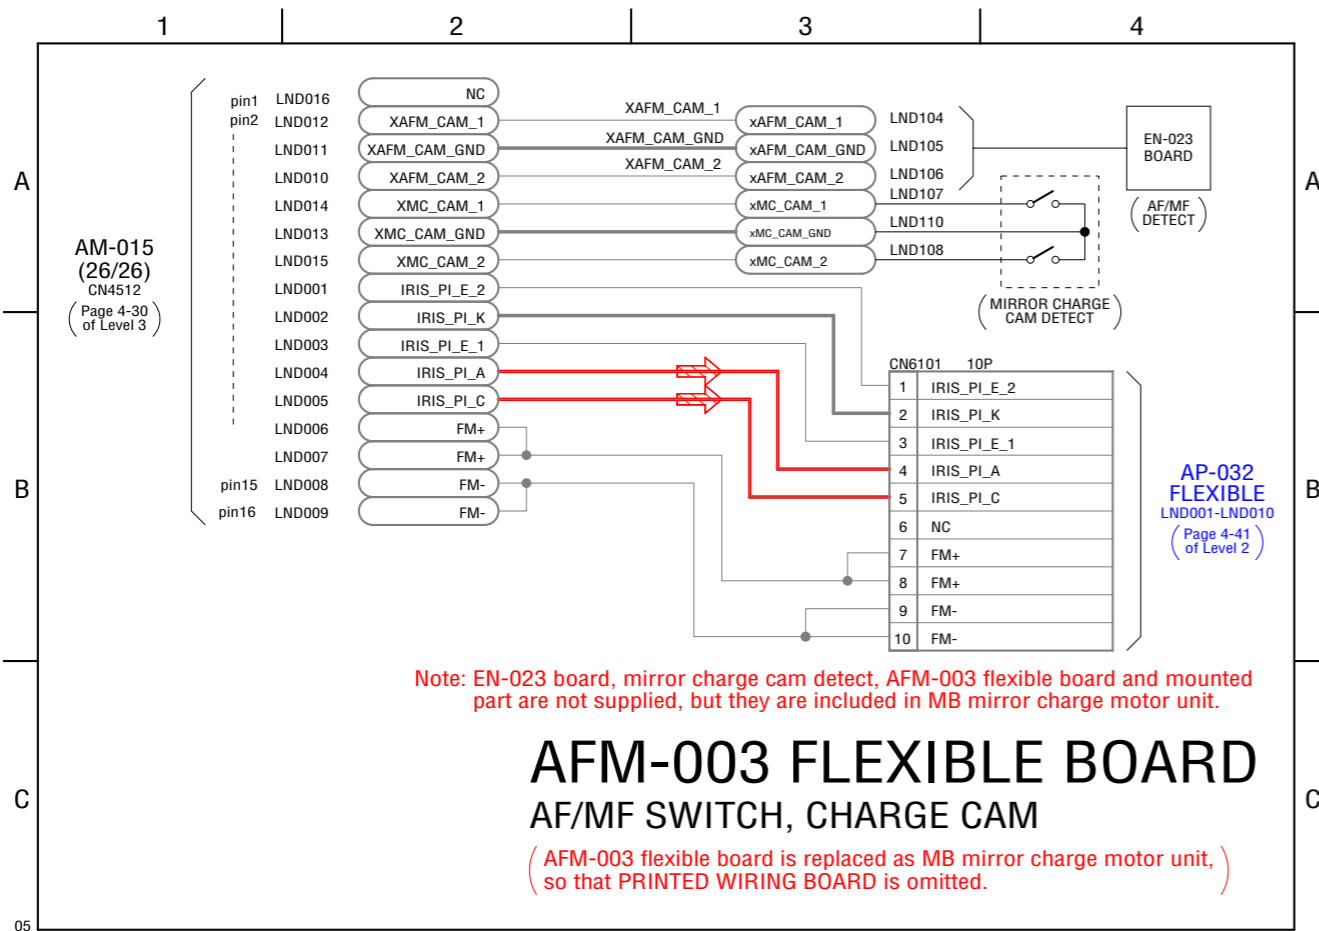 1 2 3 4
A
B
C
A
B
C
AM-015
(26/26)
CN4512
(Page 4-30
of Level 3)
pin1 LND016 NC
pin2 LND012 XAFM_CAM_1 XAFM_CAM_1 xAFM_CAM_1 LND104
LND011 XAFM_CAM_GND XAFM_CAM_GND xAFM_CAM_GND LND105
LND010 XAFM_CAM_2 XAFM_CAM_2 xAFM_CAM_2 LND106
LND014 XMC_CAM_1 xMC_CAM_1 LND107
LND013 XMC_CAM_GND xMC_CAM_GND LND110
LND015 XMC_CAM_2 xMC_CAM_2 LND108
LND001 IRIS_PI_E_2
LND002 IRIS_PI_K
LND003 IRIS_PI_E_1
LND004 IRIS_PI_A
LND005 IRIS_PI_C
LND006 FM+
LND007 FM+
pin15 LND008 FM-
pin16 LND009 FM-
EN-023
BOARD
(AF/MF
DETECT)
(MIRROR CHARGE
CAM DETECT)
CN6101 10P
1 IRIS_PI_E_2
2 IRIS_PI_K
3 IRIS_PI_E_1
4 IRIS_PI_A
5 IRIS_PI_C
6 NC
7 FM+
8 FM+
9 FM-
10 FM-
AP-032
FLEXIBLE
LND001-LND010
(Page 4-41
of Level 2)
Note: EN-023 board, mirror charge cam detect, AFM-003 flexible board and mounted
part are not supplied, but they are included in MB mirror charge motor unit.
AFM-003 FLEXIBLE BOARD
AF/MF SWITCH, CHARGE CAM
(AFM-003 flexible board is replaced as MB mirror charge motor unit,
so that PRINTED WIRING BOARD is omitted.)
05